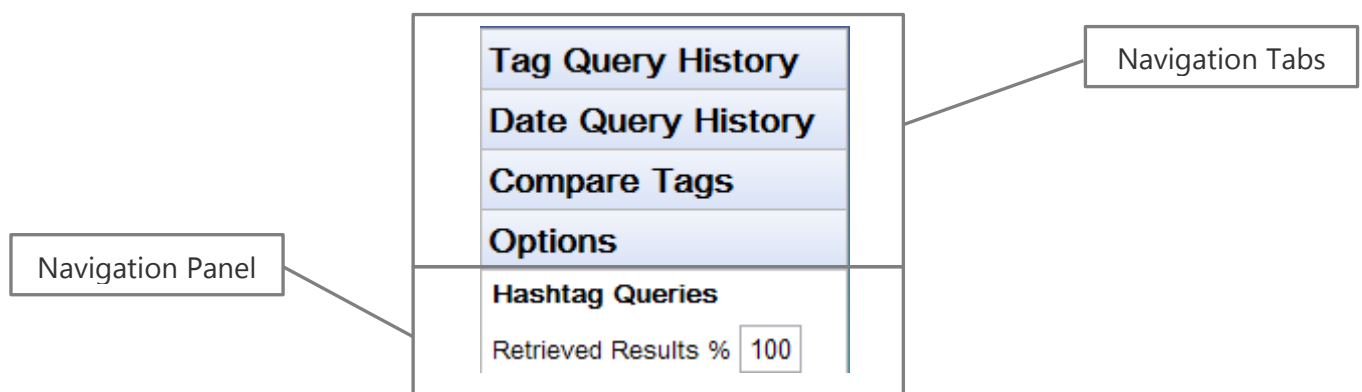 Tag Query History
Navigation Tabs
Date Query History
Compare Tags
Options
Navigation Panel
Hashtag Queries
Retrieved Results % 100